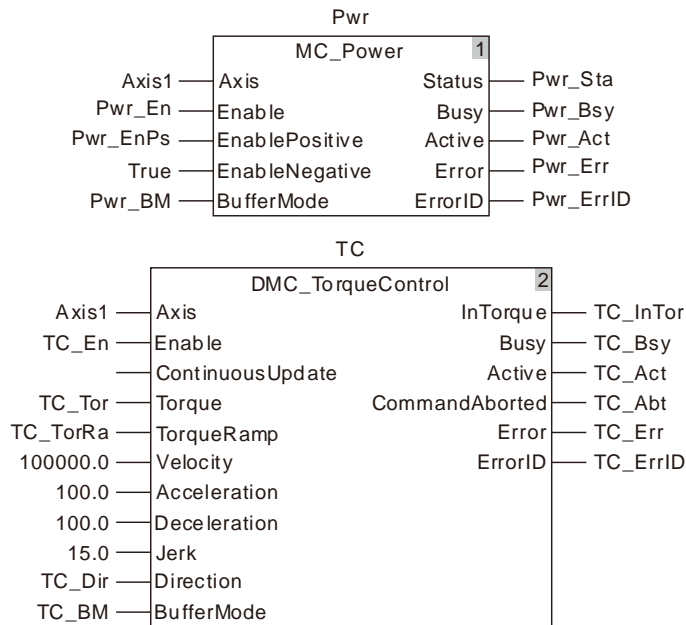 Pwr
MC_Power 1
Axis1 Axis Status Pwr_Sta
Pwr_En Enable Busy Pwr_Bsy
Pwr_EnPs EnablePositive Active Pwr_Act
True EnableNegative Error Pwr_Err
Pwr_BM BufferMode ErrorID Pwr_ErrID
TC
DMC_TorqueControl 2
Axis1 Axis InTorque TC_InTor
TC_En Enable Busy TC_Bsy
ContinuousUpdate Active TC_Act
TC_Tor Torque CommandAborted TC_Abt
TC_TorRa TorqueRamp Error TC_Err
100000.0 Velocity ErrorID TC_ErrID
100.0 Acceleration
100.0 Deceleration
15.0 Jerk
TC_Dir Direction
TC_BM BufferMode